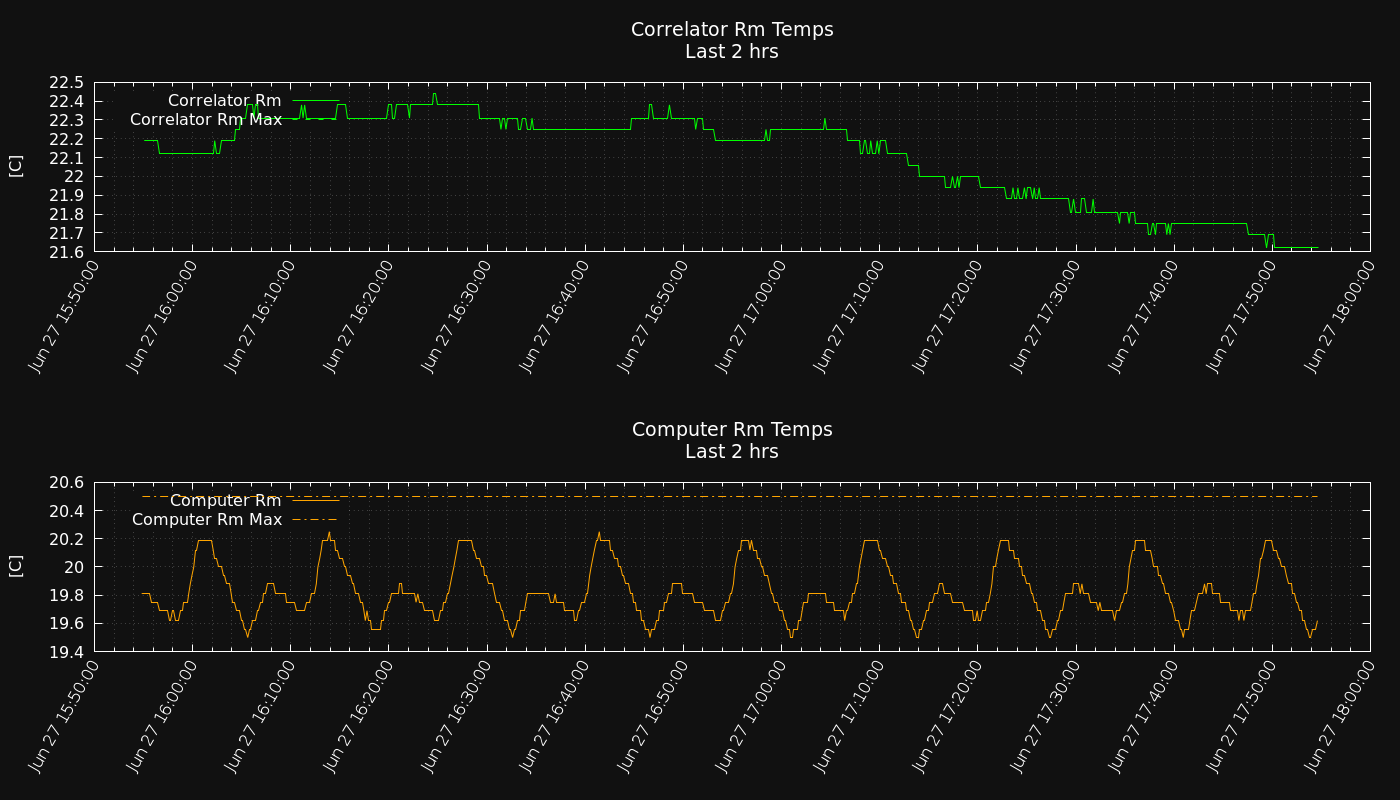 Correlator Rm Temps
Last 2 hrs
22.5
22.4
22.3
22.2
22.1
22
21.9
21.8
21.7
21.6
[C]
Correlator Rm
Correlator Rm Max
Jun 27 15:50:00
Jun 27 16:00:00
Jun 27 16:10:00
Jun 27 16:20:00
Jun 27 16:30:00
Jun 27 16:40:00
Jun 27 16:50:00
Jun 27 17:00:00
Jun 27 17:10:00
Jun 27 17:20:00
Jun 27 17:30:00
Jun 27 17:40:00
Jun 27 17:50:00
Jun 27 18:00:00
Computer Rm Temps
Last 2 hrs
20.6
20.4
20.2
20
19.8
19.6
19.4
[C]
Computer Rm
Computer Rm Max
Jun 27 15:50:00
Jun 27 16:00:00
Jun 27 16:10:00
Jun 27 16:20:00
Jun 27 16:30:00
Jun 27 16:40:00
Jun 27 16:50:00
Jun 27 17:00:00
Jun 27 17:10:00
Jun 27 17:20:00
Jun 27 17:30:00
Jun 27 17:40:00
Jun 27 17:50:00
Jun 27 18:00:00